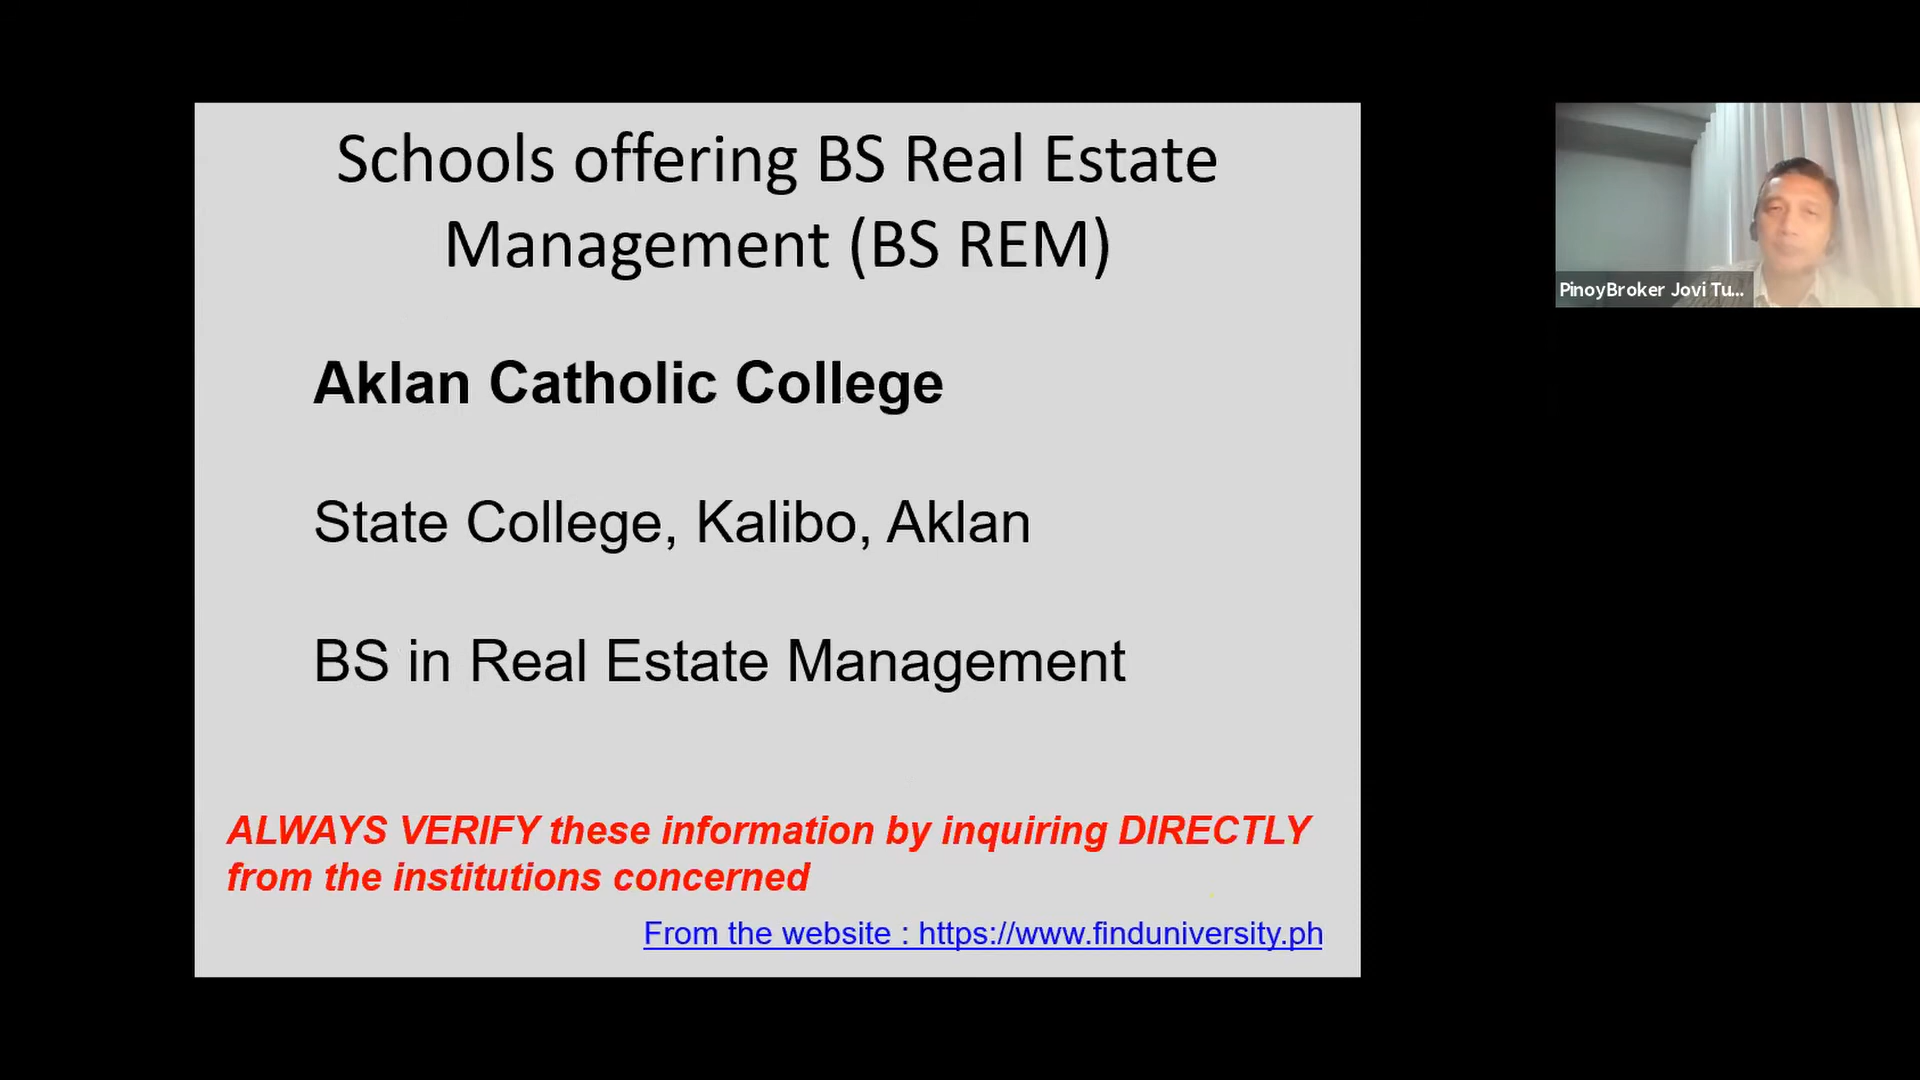 Schools offering BS Real Estate
Management (BS REM)
Aklan Catholic College
State College, Kalibo, Aklan
BS in Real Estate Management
ALWAYS VERIFY these information by inquiring DIRECTLY
from the institutions concerned
From the website : https://www.finduniversity.ph
PinoyBroker Jovi Tu...